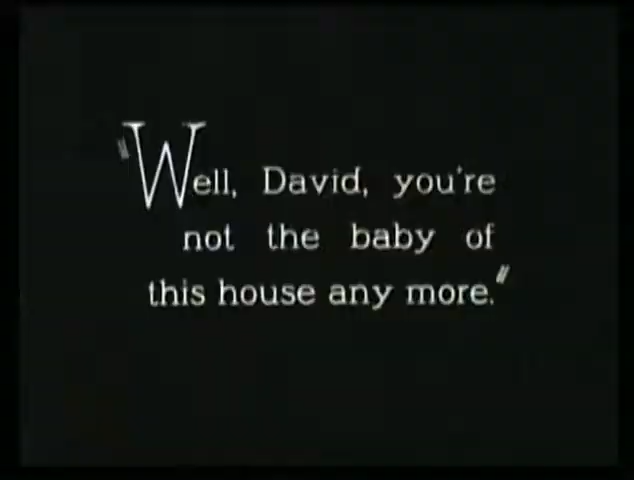 "Well, David, you're
not the baby of
this house any more."